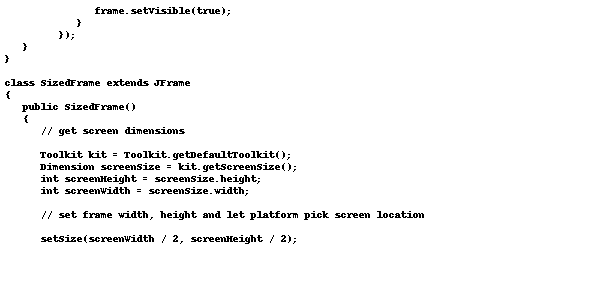 frame.setVisible(true);
}
});
}
}
class SizedFrame extends JFrame
{
public SizedFrame()
{
// get screen dimensions
Toolkit kit = Toolkit.getDefaultToolkit();
Dimension screenSize = kit.getScreenSize();
int screenHeight = screenSize.height;
int screenWidth = screenSize.width;
// set frame width, height and let platform pick screen location
setSize(screenWidth / 2, screenHeight / 2);